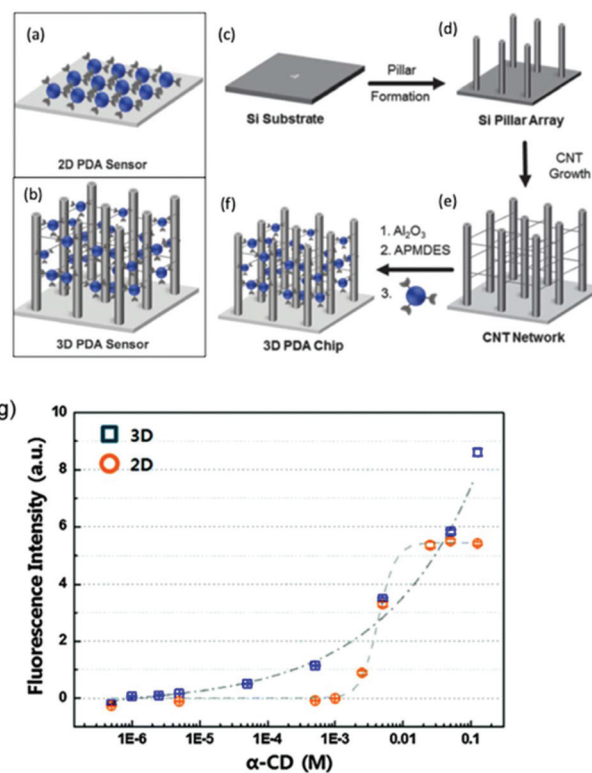 (a)
2D PDA Sensor
(b)
3D PDA Sensor
(c)
Si Substrate
Pillar
Formation
(d)
Si Pillar Array
CNT
Growth
(e)
CNT Network
1. Al₂O₃
2. APMDES
3.
(f)
3D PDA Chip
g)
3D
2D
Fluorescence Intensity (a.u.)
10
8
6
4
2
0
1E-6
1E-5
1E-4
1E-3
0.01
0.1
α-CD (M)